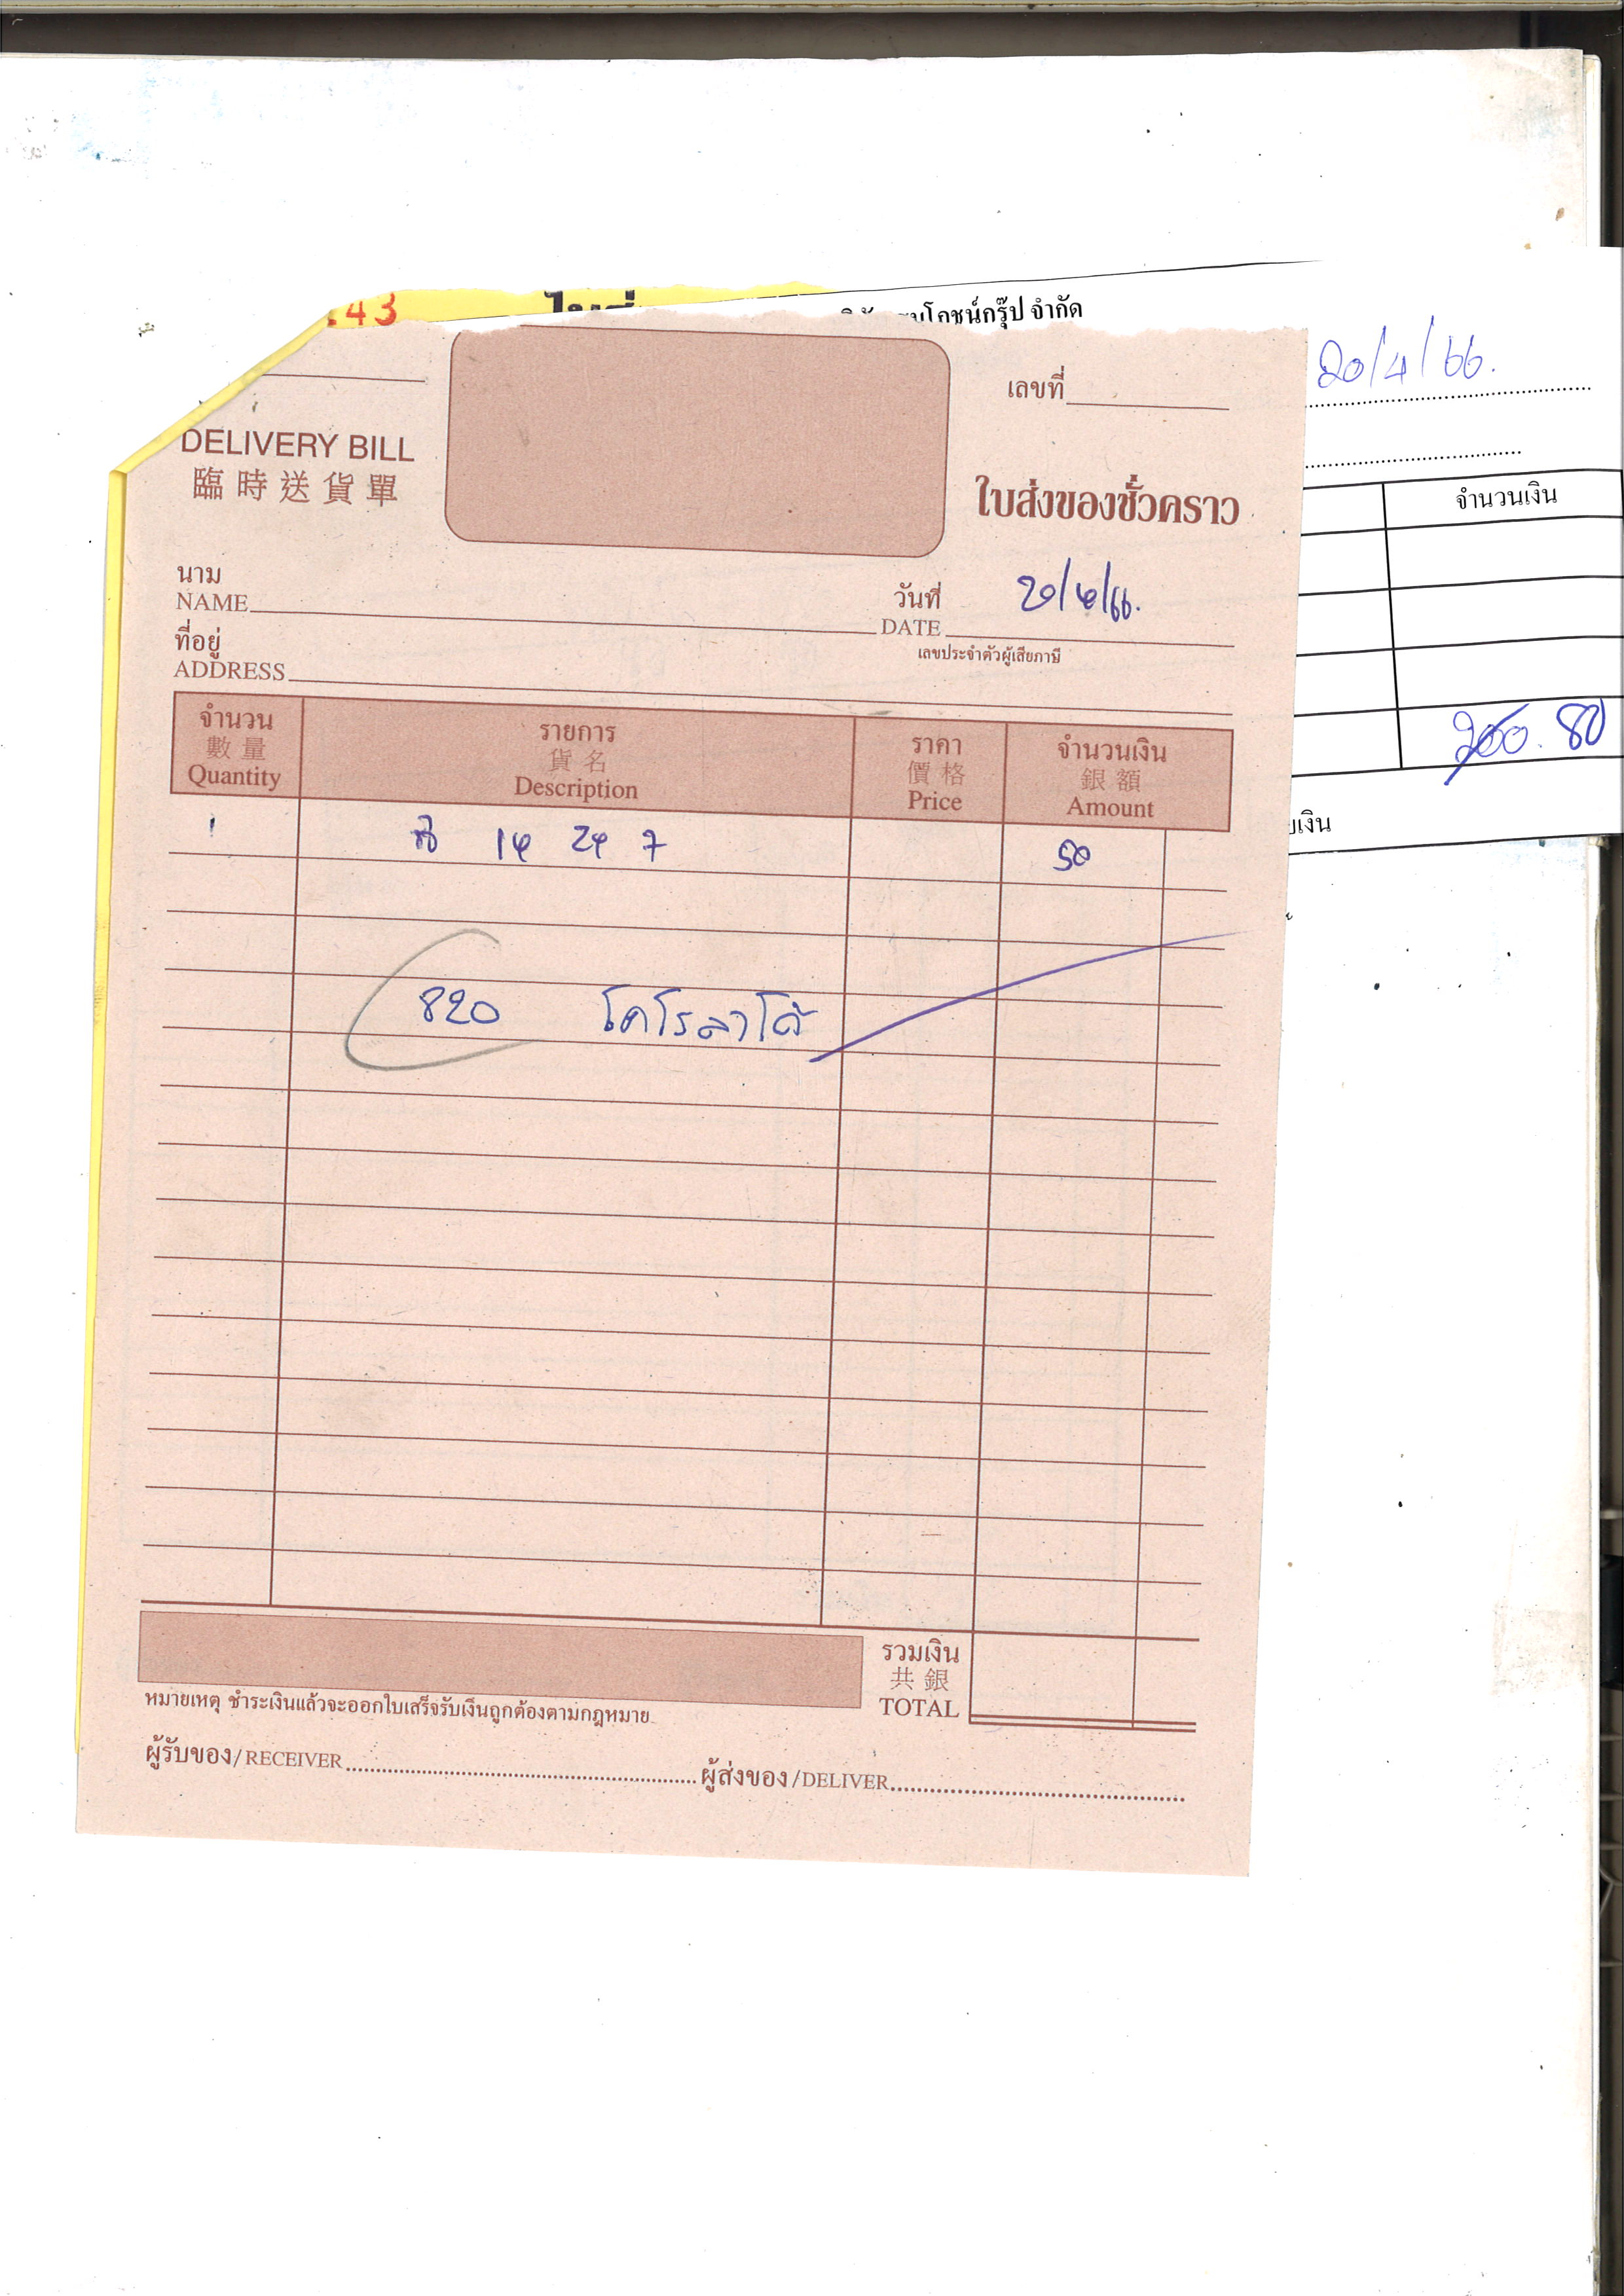 .43
โภชน์กรุ๊ป จำกัด
20/4/66.
เลขที่
DELIVERY BILL
臨時送貨單
ใบส่งของชั่วคราว
จำนวนเงิน
นาม
NAME
วันที่ 20/4/66.
DATE
ที่อยู่
ADDRESS
เลขประจำตัวผู้เสียภาษี
จำนวน รายการ ราคา จำนวนเงิน
數量 貨名 價格 銀額
Quantity Description Price Amount
80
เงิน
1 14 24 7 50
820 โคโรลาโด้
รวมเงิน
共銀
TOTAL
หมายเหตุ ชำระเงินแล้วจะออกใบเสร็จรับเงินถูกต้องตามกฎหมาย
ผู้รับของ/RECEIVER ผู้ส่งของ/DELIVER